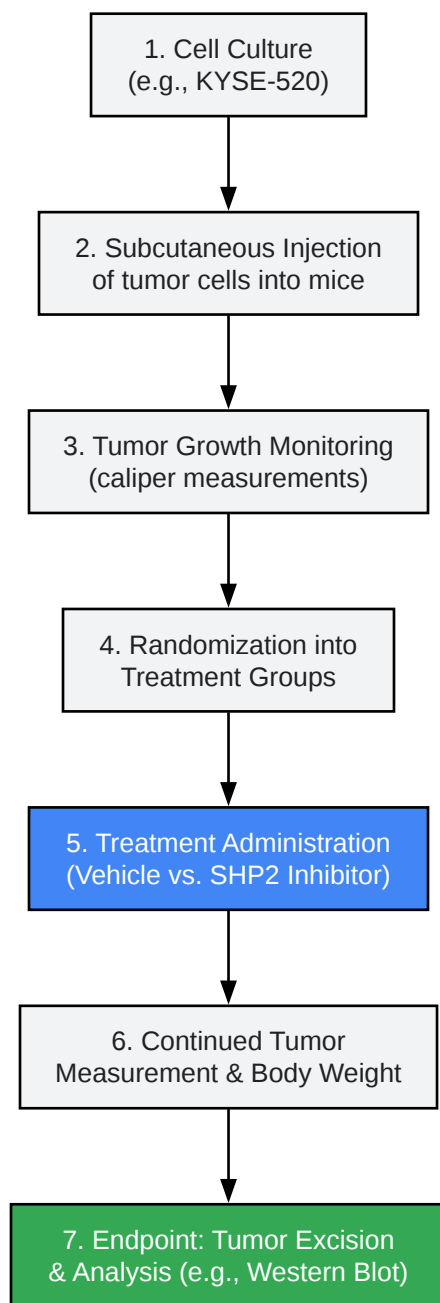 1. Cell Culture
(e.g., KYSE-520)
2. Subcutaneous Injection
of tumor cells into mice
3. Tumor Growth Monitoring
(caliper measurements)
4. Randomization into
Treatment Groups
5. Treatment Administration
(Vehicle vs. SHP2 Inhibitor)
6. Continued Tumor
Measurement & Body Weight
7. Endpoint: Tumor Excision
& Analysis (e.g., Western Blot)